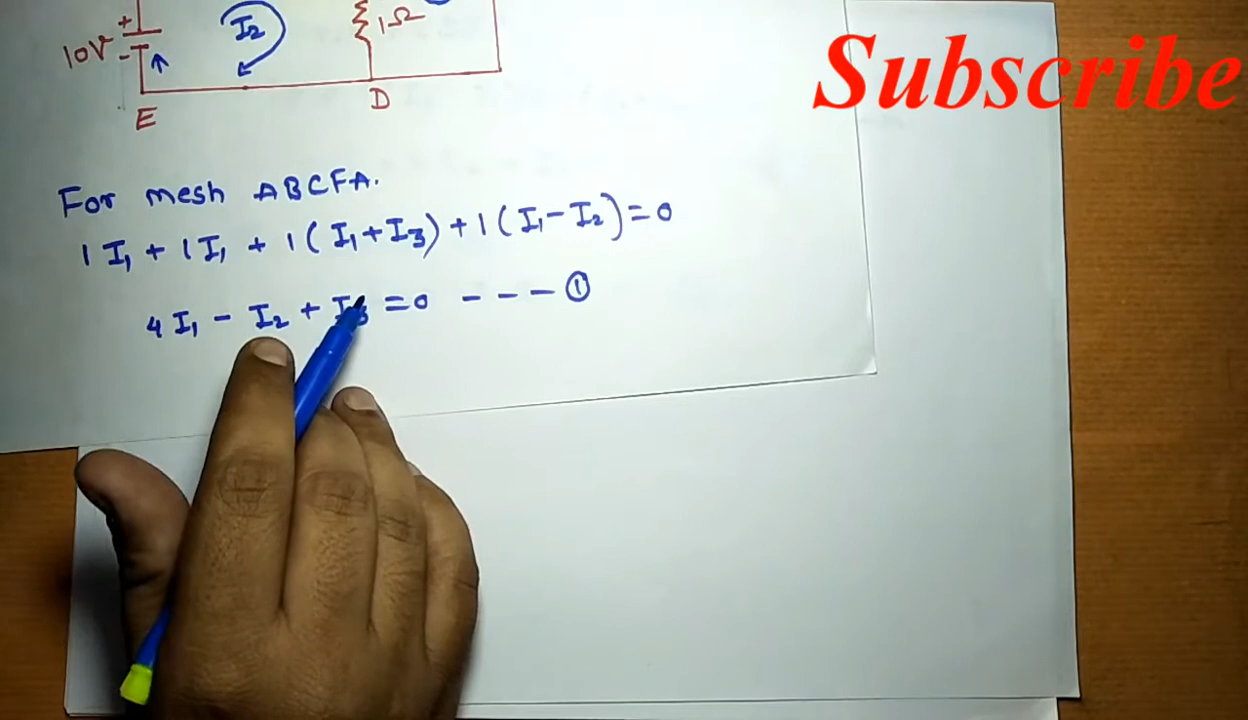 Subscribe
+
I₂
1Ω
10V
-
E
D
For mesh ABCFA.
1 I₁ + 1 I₁ + 1 ( I₁ + I₃ ) + 1 ( I₁ - I₂ ) = 0
4 I₁ - I₂ + I₃ = 0 - - - ①